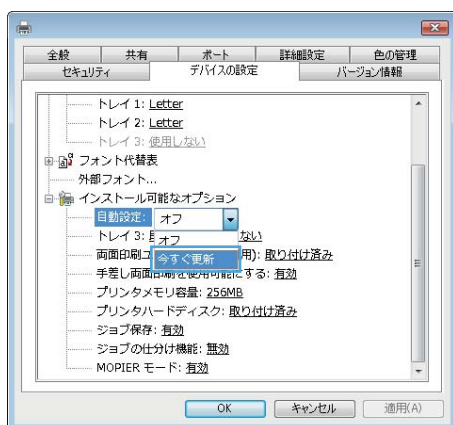 全般
共有
ポート
詳細設定
色の管理
セキュリティ
デバイスの設定
バージョン情報
トレイ 1: Letter
トレイ 2: Letter
トレイ 3: 使用しない
フォント代替表
外部フォント...
インストール可能なオプション
自動設定: オフ
トレイ 3: オフ ない
今すぐ更新
両面印刷ユ 用): 取り付け済み
手差し両面印刷を使用可能にする: 有効
プリンタメモリ容量: 256MB
プリンタハードディスク: 取り付け済み
ジョブ保存: 有効
ジョブの仕分け機能: 無効
MOPIER モード: 有効
OK
キャンセル
適用(A)